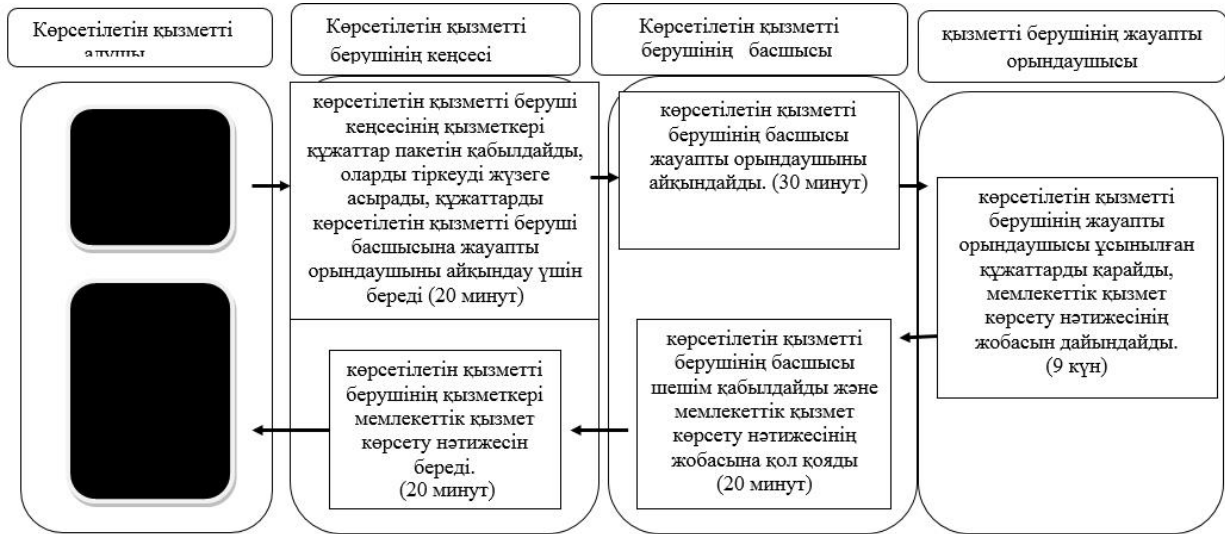 Көрсетілетін қызметті
алушы
Көрсетілетін қызметті
берушінің кеңсесі
Көрсетілетін қызметті
берушінің басшысы
қызметті берушінің жауапты
орындаушысы
көрсетілетін қызметті беруші
кеңсесінің қызметкері
құжаттар пакетін қабылдайды,
оларды тіркеуді жүзеге
асырады, құжаттарды
көрсетілетін қызметті беруші
басшысына жауапты
орындаушыны айқындау үшін
береді (20 минут)
көрсетілетін қызметті
берушінің басшысы
жауапты орындаушыны
айқындайды. (30 минут)
көрсетілетін қызметті
берушінің жауапты
орындаушысы ұсынылған
құжаттарды қарайды,
мемлекеттік қызмет
көрсету нәтижесінің
жобасын дайындайды.
(9 күн)
көрсетілетін қызметті
берушінің басшысы
шешім қабылдайды және
мемлекеттік қызмет
көрсету нәтижесінің
жобасына қол қояды
(20 минут)
көрсетілетін қызметті
берушінің қызметкері
мемлекеттік қызмет
көрсету нәтижесін
береді.
(20 минут)